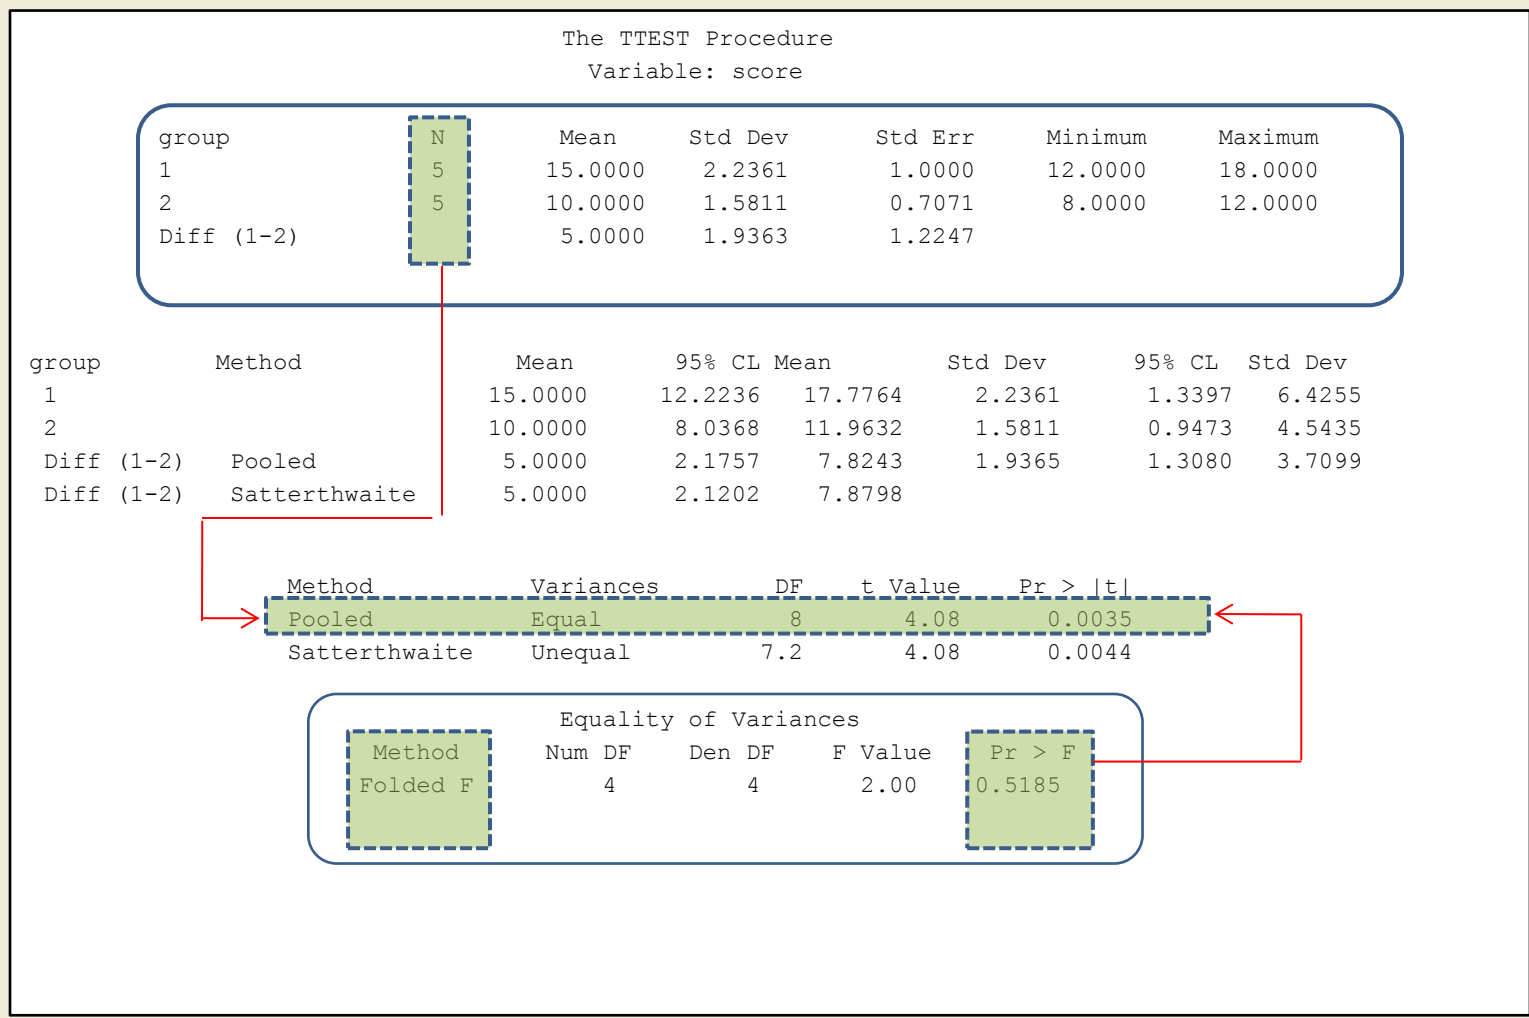 The TTEST Procedure
Variable: score
group N Mean Std Dev Std Err Minimum Maximum
1 5 15.0000 2.2361 1.0000 12.0000 18.0000
2 5 10.0000 1.5811 0.7071 8.0000 12.0000
Diff (1-2) 5.0000 1.9363 1.2247
group Method Mean 95% CL Mean Std Dev 95% CL Std Dev
1 15.0000 12.2236 17.7764 2.2361 1.3397 6.4255
2 10.0000 8.0368 11.9632 1.5811 0.9473 4.5435
Diff (1-2) Pooled 5.0000 2.1757 7.8243 1.9365 1.3080 3.7099
Diff (1-2) Satterthwaite 5.0000 2.1202 7.8798
Method Variances DF t Value Pr > |t|
Pooled Equal 8 4.08 0.0035
Satterthwaite Unequal 7.2 4.08 0.0044
Equality of Variances
Method Num DF Den DF F Value Pr > F
Folded F 4 4 2.00 0.5185